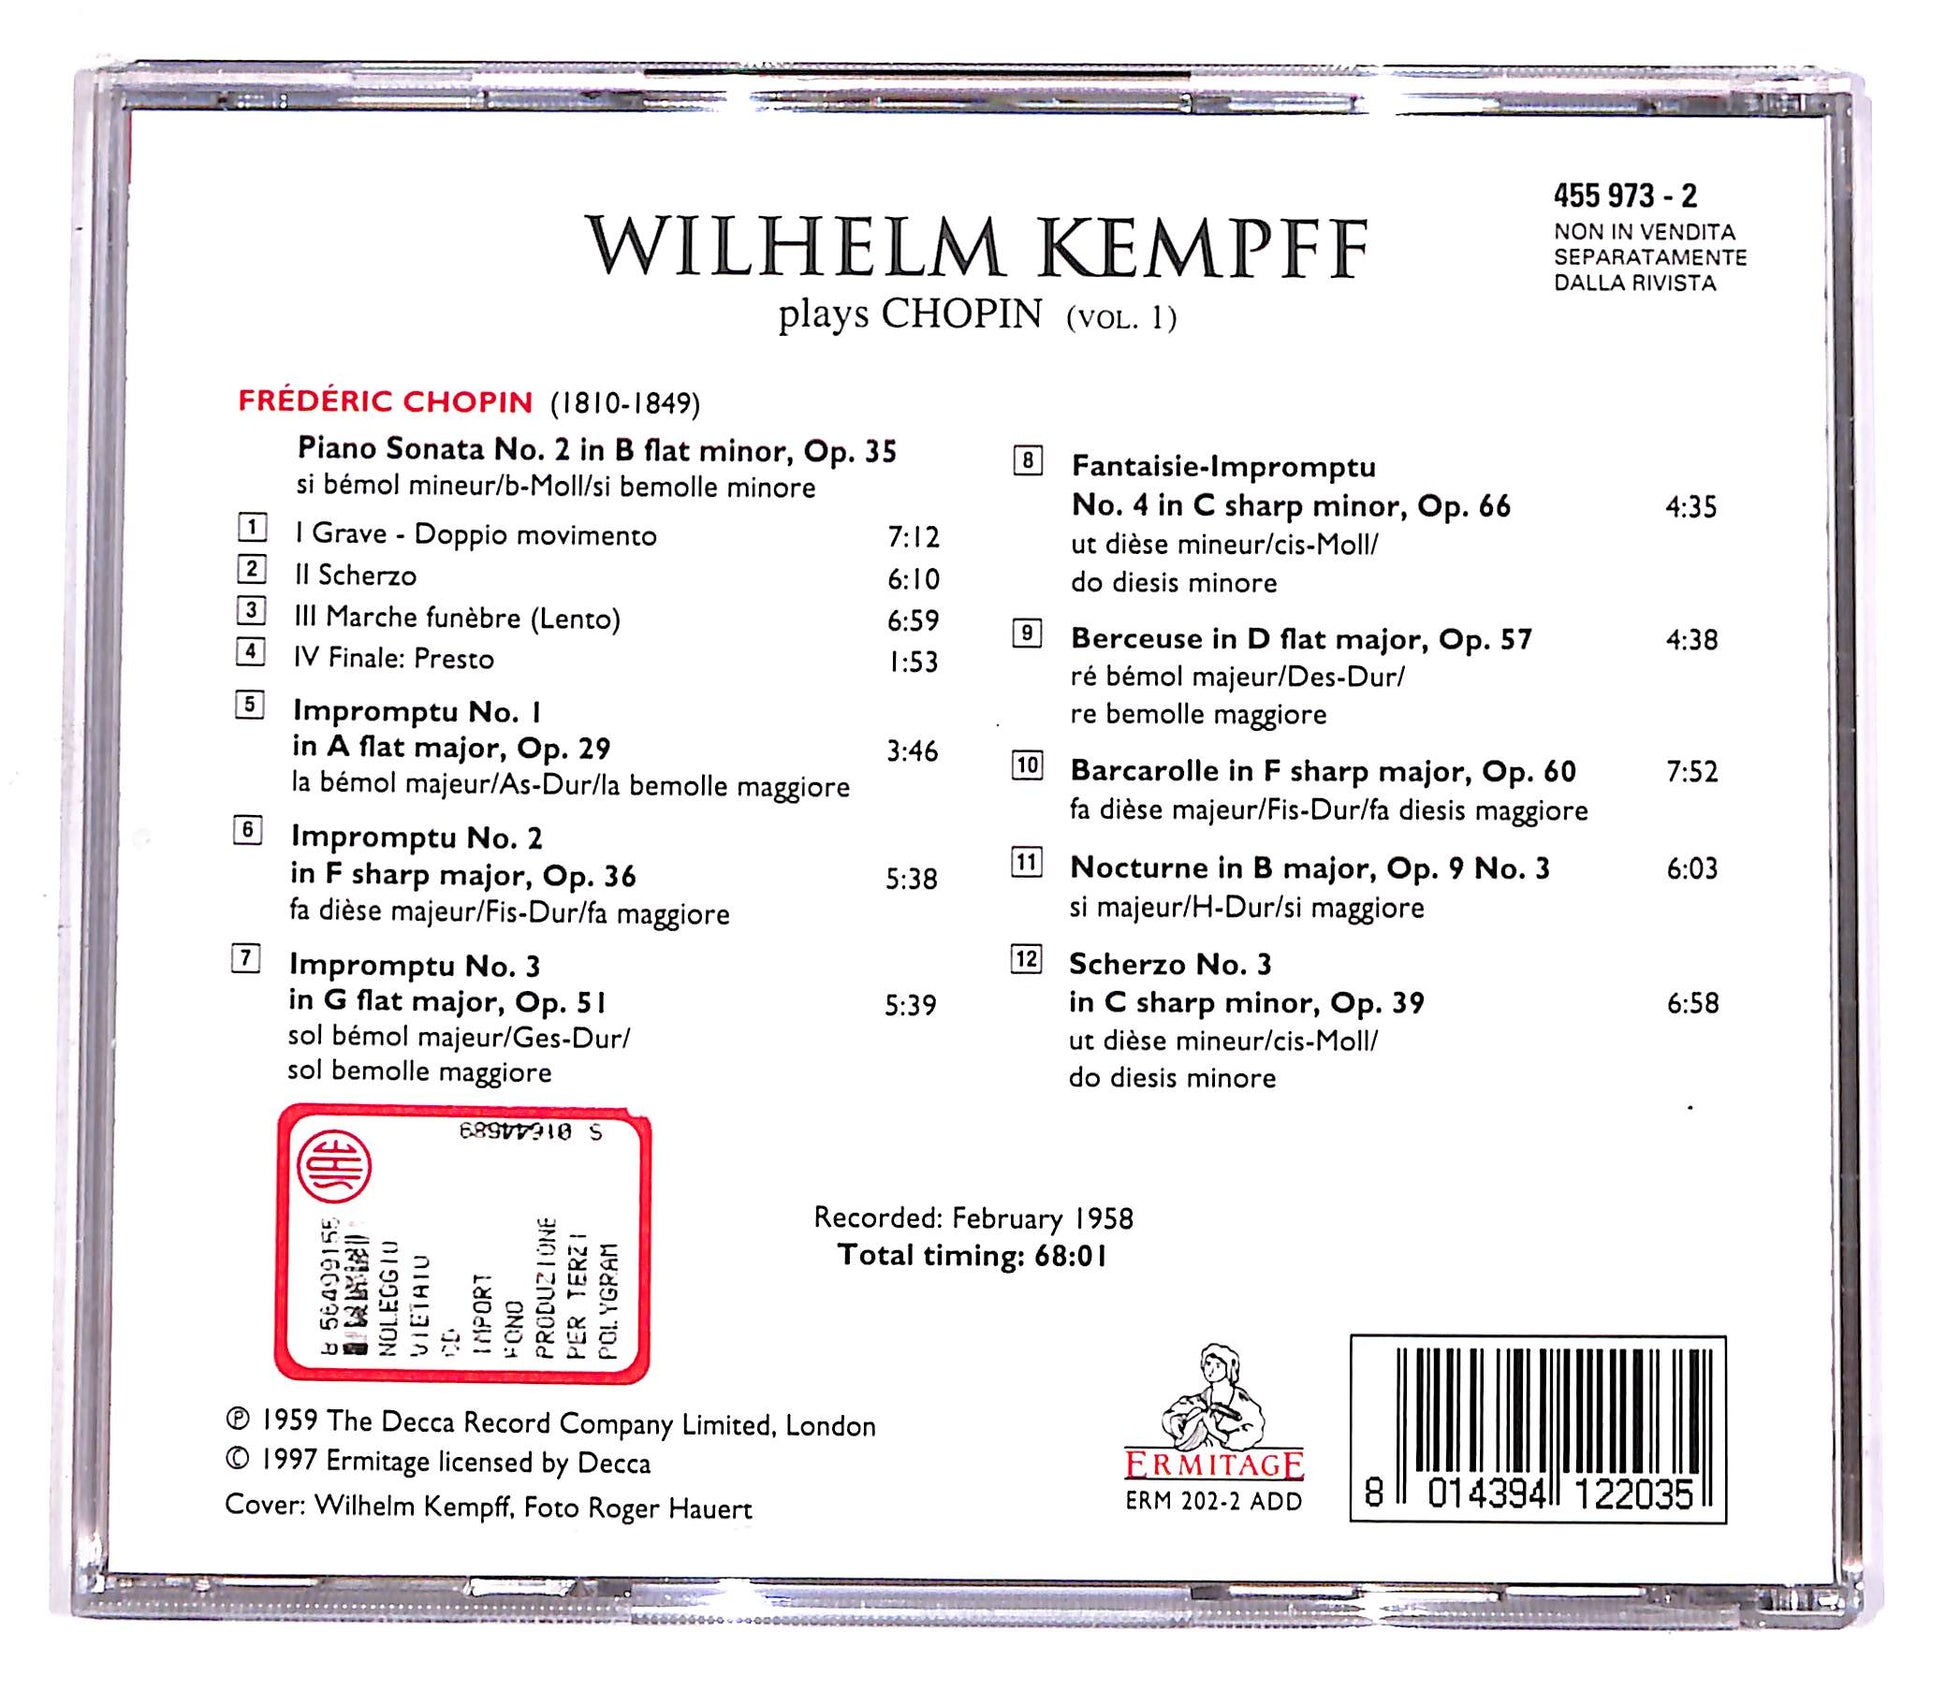 455 973 - 2
NON IN VENDITA
SEPARATAMENTE
DALLA RIVISTA
WILHELM KEMPFF
plays CHOPIN (VOL. 1)
FRÉDÉRIC CHOPIN (1810-1849)
Piano Sonata No. 2 in B flat minor, Op. 35
si bémol mineur/b-Moll/si bemolle minore
1 I Grave - Doppio movimento 7:12
2 II Scherzo 6:10
3 III Marche funèbre (Lento) 6:59
4 IV Finale: Presto 1:53
5 Impromptu No. 1
in A flat major, Op. 29 3:46
la bémol majeur/As-Dur/la bemolle maggiore
6 Impromptu No. 2
in F sharp major, Op. 36 5:38
fa dièse majeur/Fis-Dur/fa maggiore
7 Impromptu No. 3
in G flat major, Op. 51 5:39
sol bémol majeur/Ges-Dur/
sol bemolle maggiore
8 Fantaisie-Impromptu
No. 4 in C sharp minor, Op. 66 4:35
ut dièse mineur/cis-Moll/
do diesis minore
9 Berceuse in D flat major, Op. 57 4:38
ré bémol majeur/Des-Dur/
re bemolle maggiore
10 Barcarolle in F sharp major, Op. 60 7:52
fa dièse majeur/Fis-Dur/fa diesis maggiore
11 Nocturne in B major, Op. 9 No. 3 6:03
si majeur/H-Dur/si maggiore
12 Scherzo No. 3
in C sharp minor, Op. 39 6:58
ut dièse mineur/cis-Moll/
do diesis minore
SIAE
NOLEGGIO
VIETATO
CD
IMPORT
FONO
PRODUZIONE
PER TERZI
POLYGRAM
Recorded: February 1958
Total timing: 68:01
℗ 1959 The Decca Record Company Limited, London
© 1997 Ermitage licensed by Decca
Cover: Wilhelm Kempff, Foto Roger Hauert
ERMITAGE
ERM 202-2 ADD
8 014394 122035